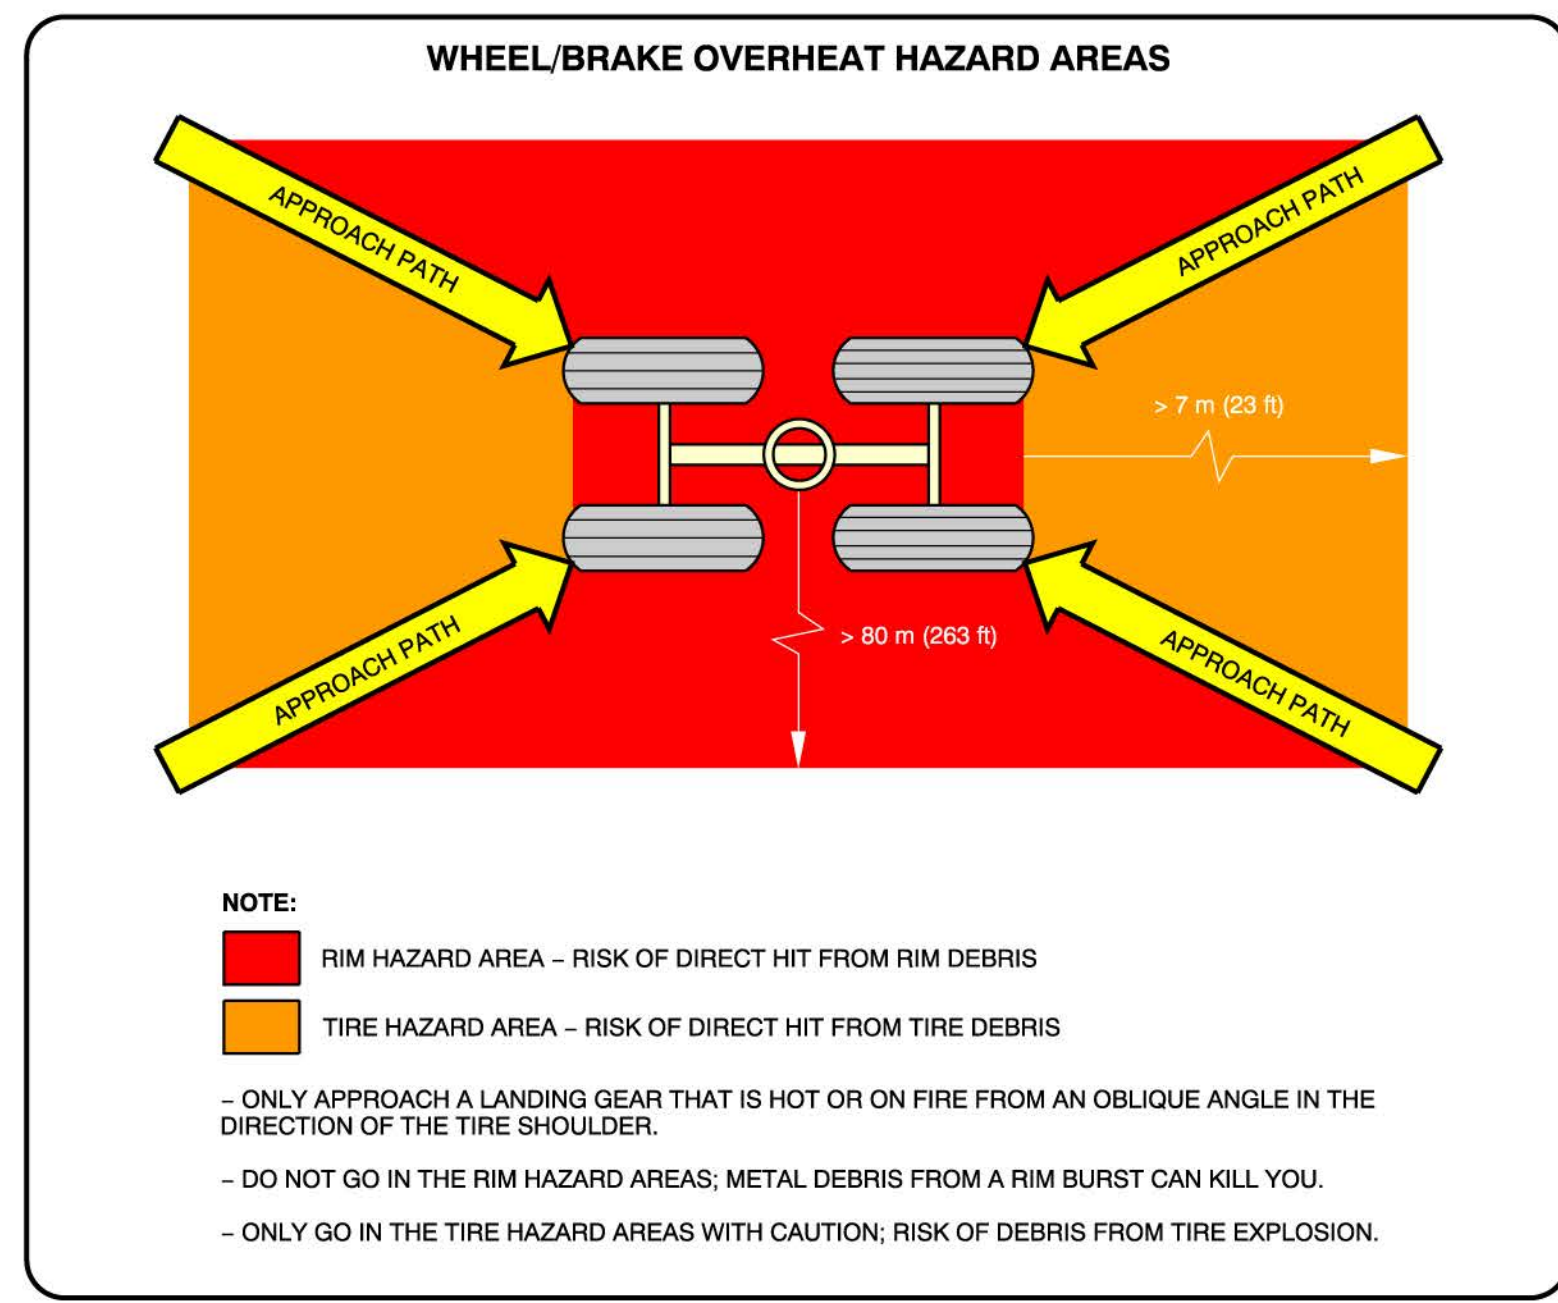 WHEEL/BRAKE OVERHEAT HAZARD AREAS
APPROACH PATH
APPROACH PATH
> 7 m (23 ft)
> 80 m (263 ft)
APPROACH PATH
APPROACH PATH
NOTE:
RIM HAZARD AREA – RISK OF DIRECT HIT FROM RIM DEBRIS
TIRE HAZARD AREA – RISK OF DIRECT HIT FROM TIRE DEBRIS
– ONLY APPROACH A LANDING GEAR THAT IS HOT OR ON FIRE FROM AN OBLIQUE ANGLE IN THE
DIRECTION OF THE TIRE SHOULDER.
– DO NOT GO IN THE RIM HAZARD AREAS; METAL DEBRIS FROM A RIM BURST CAN KILL YOU.
– ONLY GO IN THE TIRE HAZARD AREAS WITH CAUTION; RISK OF DEBRIS FROM TIRE EXPLOSION.